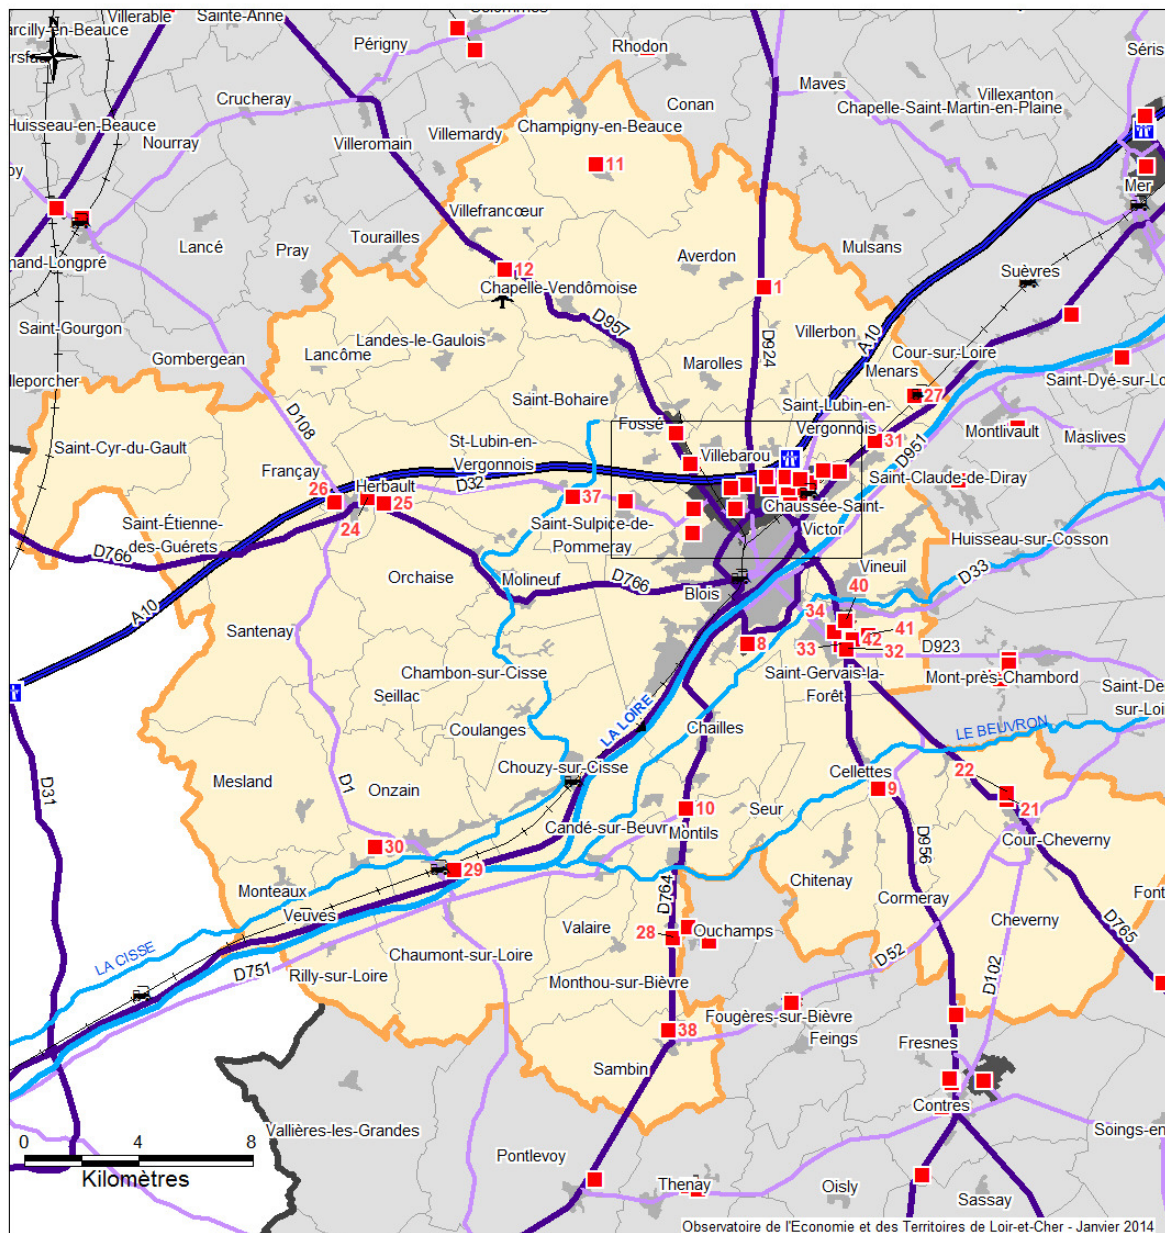 Villerable
Sainte-Anne
Selommes
arcilly-en-Beauce
Périgny
Rhodon
Séris
Maves
Villexanton
Crucheray
Conan
Chapelle-Saint-Martin-en-Plaine
Huisseau-en-Beauce
Villemardy
Champigny-en-Beauce
Nourray
Villeromain
11
Mer
Villefrancœur
Lancé
Tourailles
Mulsans
Pray
Averdon
nand-Longpré
12
Suèvres
Chapelle-Vendômoise
1
Saint-Gourgon
D957
D924
Villerbon
A10
Landes-le-Gaulois
Lancôme
Gombergean
Cour-sur-Loire
Marolles
Menars
Saint-Dyé-sur-Lo
lleporcher
27
Saint-Bohaire
Saint-Lubin-en-
Vergonnois
D108
Fossé
Montlivault
Maslives
Saint-Cyr-du-Gault
St-Lubin-en-
Vergonnois
31
D951
Villebarou
Françay
Saint-Claude-de-Diray
26
Herbault
D32
25
37
24
Chaussée-Saint-
Victor
Saint-Étienne-
des-Guérets
Saint-Sulpice-de-
Pommeray
Huisseau-sur-Cosson
D766
Vineuil
D33
Orchaise
Molineuf
D766
Blois
40
A10
34
Santenay
41
42
8
33
32
D923
Chambon-sur-Cisse
Saint-Gervais-la-
Forêt
Mont-près-Chambord
Seillac
Saint-De
sur-Loi
LA LOIRE
Coulanges
Chailles
LE BEUVRON
Chouzy-sur-Cisse
Cellettes
22
Mesland
D31
D1
Onzain
9
21
10
Seur
Candé-sur-Beuvr
Montils
Cour-Cheverny
30
D956
29
Chitenay
Monteaux
Cormeray
Font
Veuves
D764
Cheverny
Valaire
28
Ouchamps
D765
LA CISSE
Chaumont-sur-Loire
D52
D751
Rilly-sur-Loire
D102
Monthou-sur-Bièvre
Fougères-sur-Bièvre
38
Feings
Fresnes
Sambin
Contres
Vallières-les-Grandes
Soings-en
0 4 8
Kilomètres
Pontlevoy
Thenay
Oisly
Sassay
Observatoire de l'Economie et des Territoires de Loir-et-Cher - Janvier 2014